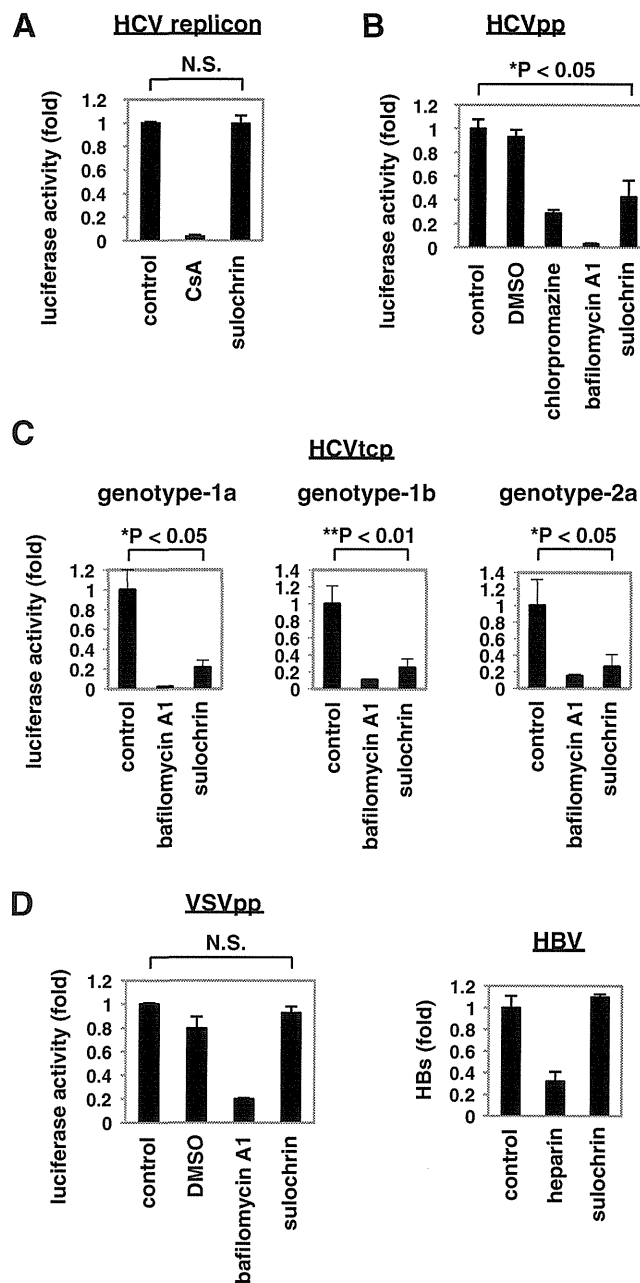 A
HCV replicon
N.S.
luciferase activity (fold)
1.2
1
0.8
0.6
0.4
0.2
0
control
CsA
sulochrin
B
HCVpp
*P < 0.05
luciferase activity (fold)
1.2
1
0.8
0.6
0.4
0.2
0
control
DMSO
chlorpromazine
bafilomycin A1
sulochrin
C
HCVtcp
genotype-1a
*P < 0.05
luciferase activity (fold)
1.2
1
0.8
0.6
0.4
0.2
0
control
bafilomycin A1
sulochrin
genotype-1b
**P < 0.01
1.4
1.2
1
0.8
0.6
0.4
0.2
0
control
bafilomycin A1
sulochrin
genotype-2a
*P < 0.05
1.4
1.2
1
0.8
0.6
0.4
0.2
0
control
bafilomycin A1
sulochrin
D
VSVpp
N.S.
luciferase activity (fold)
1.2
1
0.8
0.6
0.4
0.2
0
control
DMSO
bafilomycin A1
sulochrin
HBV
HBs (fold)
1.2
1
0.8
0.6
0.4
0.2
0
control
heparin
sulochrin